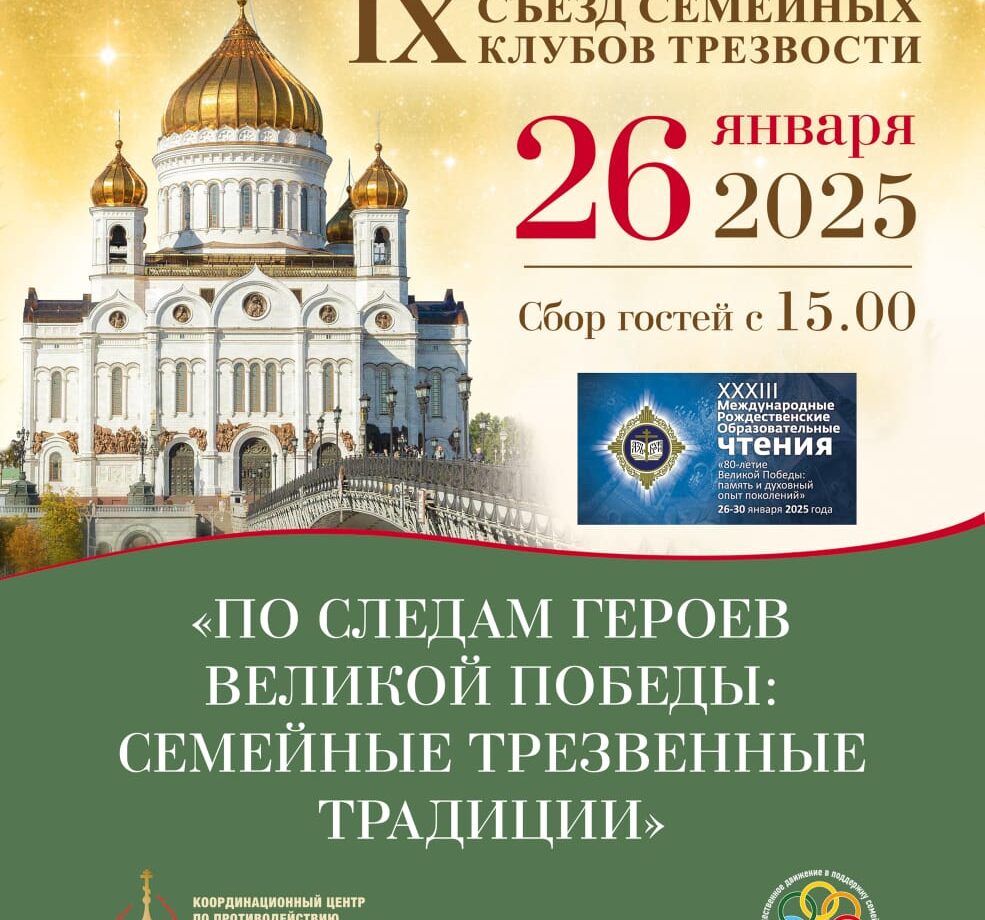 IX СЪЕЗД СЕМЕЙНЫХ
КЛУБОВ ТРЕЗВОСТИ
26 января
2025
Сбор гостей с 15.00
XXXIII
Международные
Рождественские
Образовательные
ЧТЕНИЯ
«80-летие
Великой Победы:
память и духовный
опыт поколений»
26-30 января 2025 года
«ПО СЛЕДАМ ГЕРОЕВ
ВЕЛИКОЙ ПОБЕДЫ:
СЕМЕЙНЫЕ ТРЕЗВЕННЫЕ
ТРАДИЦИИ»
КООРДИНАЦИОННЫЙ ЦЕНТР
ПО ПРОТИВОДЕЙСТВИЮ
движение в поддержку